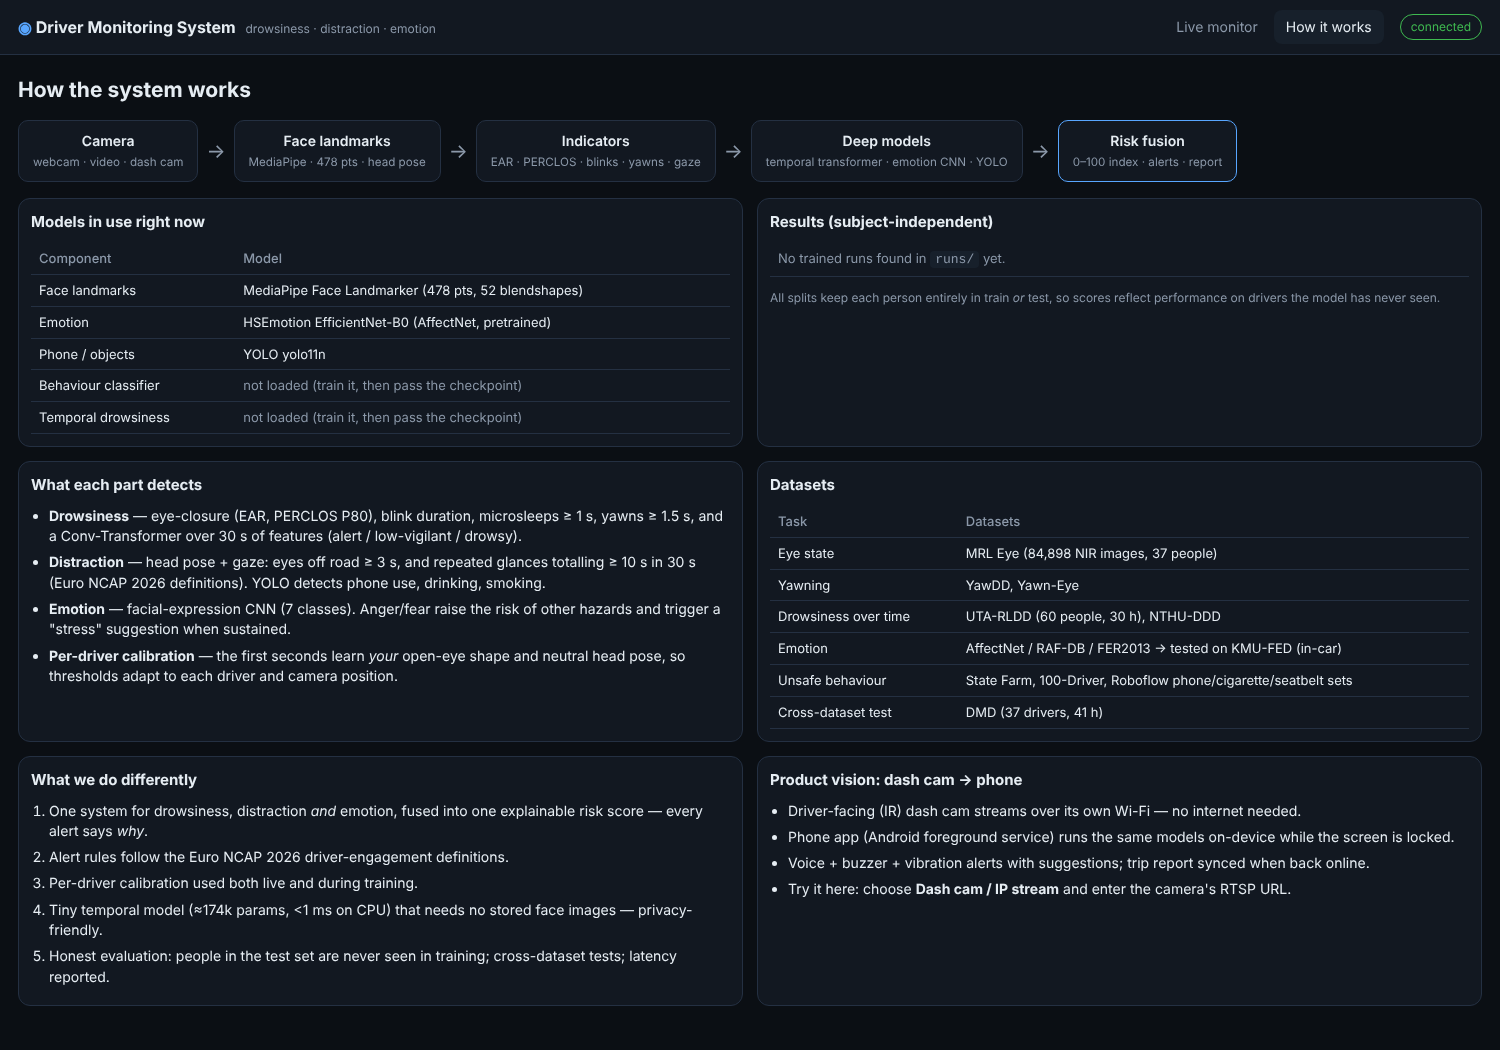 Driver Monitoring System drowsiness · distraction · emotion
Live monitor How it works connected
How the system works
Camera
webcam · video · dash cam
→
Face landmarks
MediaPipe · 478 pts · head pose
→
Indicators
EAR · PERCLOS · blinks · yawns · gaze
→
Deep models
temporal transformer · emotion CNN · YOLO
→
Risk fusion
0–100 index · alerts · report
Models in use right now
Component Model
Face landmarks MediaPipe Face Landmarker (478 pts, 52 blendshapes)
Emotion HSEmotion EfficientNet-B0 (AffectNet, pretrained)
Phone / objects YOLO yolo11n
Behaviour classifier not loaded (train it, then pass the checkpoint)
Temporal drowsiness not loaded (train it, then pass the checkpoint)
Results (subject-independent)
No trained runs found in runs/ yet.
All splits keep each person entirely in train or test, so scores reflect performance on drivers the model has never seen.
What each part detects
• Drowsiness — eye-closure (EAR, PERCLOS P80), blink duration, microsleeps ≥ 1 s, yawns ≥ 1.5 s, and
a Conv-Transformer over 30 s of features (alert / low-vigilant / drowsy).
• Distraction — head pose + gaze: eyes off road ≥ 3 s, and repeated glances totalling ≥ 10 s in 30 s
(Euro NCAP 2026 definitions). YOLO detects phone use, drinking, smoking.
• Emotion — facial-expression CNN (7 classes). Anger/fear raise the risk of other hazards and trigger a
"stress" suggestion when sustained.
• Per-driver calibration — the first seconds learn your open-eye shape and neutral head pose, so
thresholds adapt to each driver and camera position.
Datasets
Task Datasets
Eye state MRL Eye (84,898 NIR images, 37 people)
Yawning YawDD, Yawn-Eye
Drowsiness over time UTA-RLDD (60 people, 30 h), NTHU-DDD
Emotion AffectNet / RAF-DB / FER2013 → tested on KMU-FED (in-car)
Unsafe behaviour State Farm, 100-Driver, Roboflow phone/cigarette/seatbelt sets
Cross-dataset test DMD (37 drivers, 41 h)
What we do differently
1. One system for drowsiness, distraction and emotion, fused into one explainable risk score — every
alert says why.
2. Alert rules follow the Euro NCAP 2026 driver-engagement definitions.
3. Per-driver calibration used both live and during training.
4. Tiny temporal model (≈174k params, <1 ms on CPU) that needs no stored face images — privacy-
friendly.
5. Honest evaluation: people in the test set are never seen in training; cross-dataset tests; latency
reported.
Product vision: dash cam → phone
• Driver-facing (IR) dash cam streams over its own Wi-Fi — no internet needed.
• Phone app (Android foreground service) runs the same models on-device while the screen is locked.
• Voice + buzzer + vibration alerts with suggestions; trip report synced when back online.
• Try it here: choose Dash cam / IP stream and enter the camera's RTSP URL.